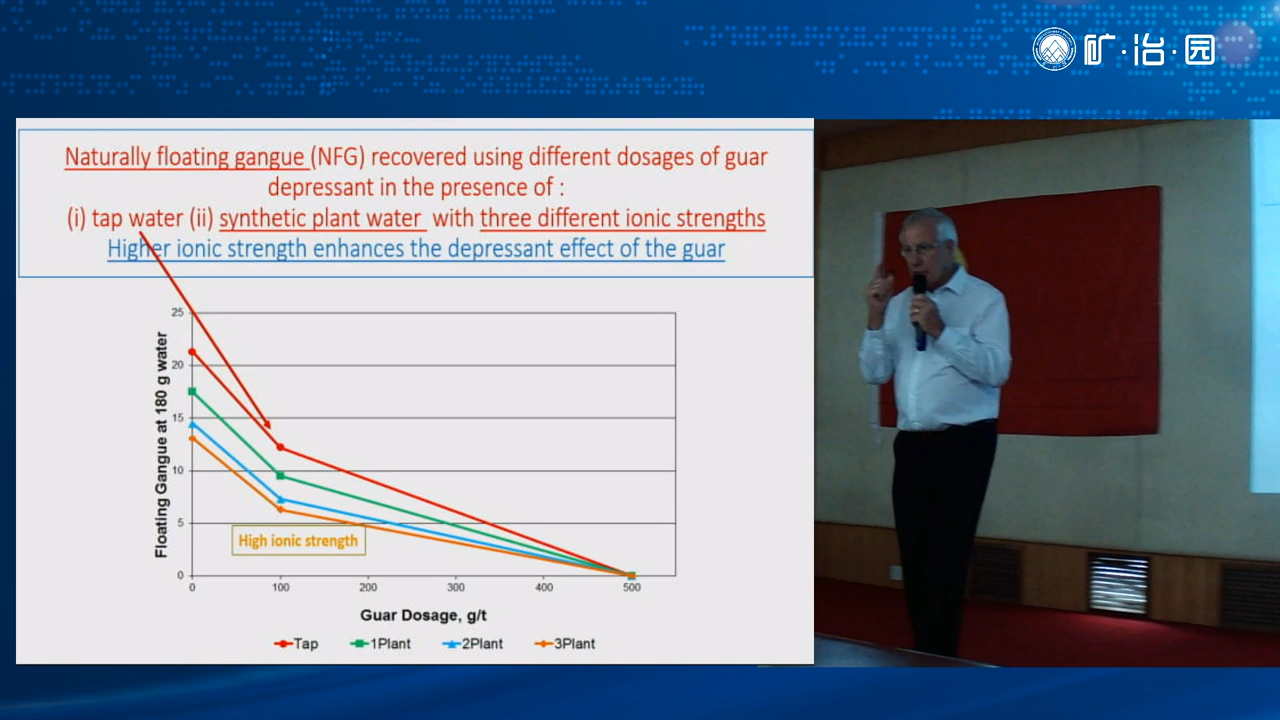 矿·冶·园
Naturally floating gangue (NFG) recovered using different dosages of guar
depressant in the presence of :
(i) tap water (ii) synthetic plant water with three different ionic strengths
Higher ionic strength enhances the depressant effect of the guar
Floating Gangue at 180 g water
25
20
15
10
5
0
High ionic strength
0 100 200 300 400 500
Guar Dosage, g/t
Tap 1Plant 2Plant 3Plant